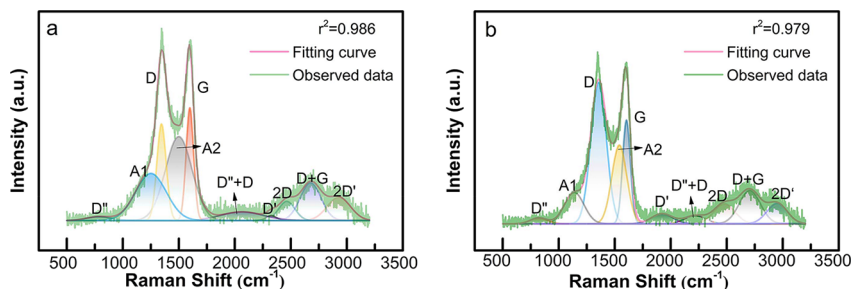 a
r²=0.986
Fitting curve
Observed data
D
G
A1
A2
D"
D"+D
D'
2D
D+G
2D'
Intensity (a.u.)
500 1000 1500 2000 2500 3000 3500
Raman Shift (cm⁻¹)
b
r²=0.979
Fitting curve
Observed data
D
G
A1
A2
D"
D'
D"+D
2D
D+G
2D'
Intensity (a.u.)
500 1000 1500 2000 2500 3000 3500
Raman Shift (cm⁻¹)